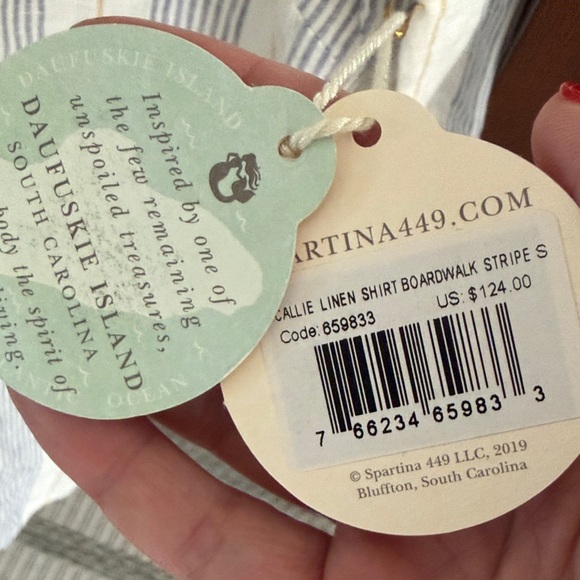 DAUFUSKIE ISLAND
Inspired by one of
the few remaining
unspoiled treasures,
DAUFUSKIE ISLAND
SOUTH CAROLINA
body the spirit of
OCEAN
SPARTINA449.COM
CALLIE LINEN SHIRT BOARDWALK STRIPE S
Code: 659833
US: $124.00
7 66234 65983 3
© Spartina 449 LLC, 2019
Bluffton, South Carolina